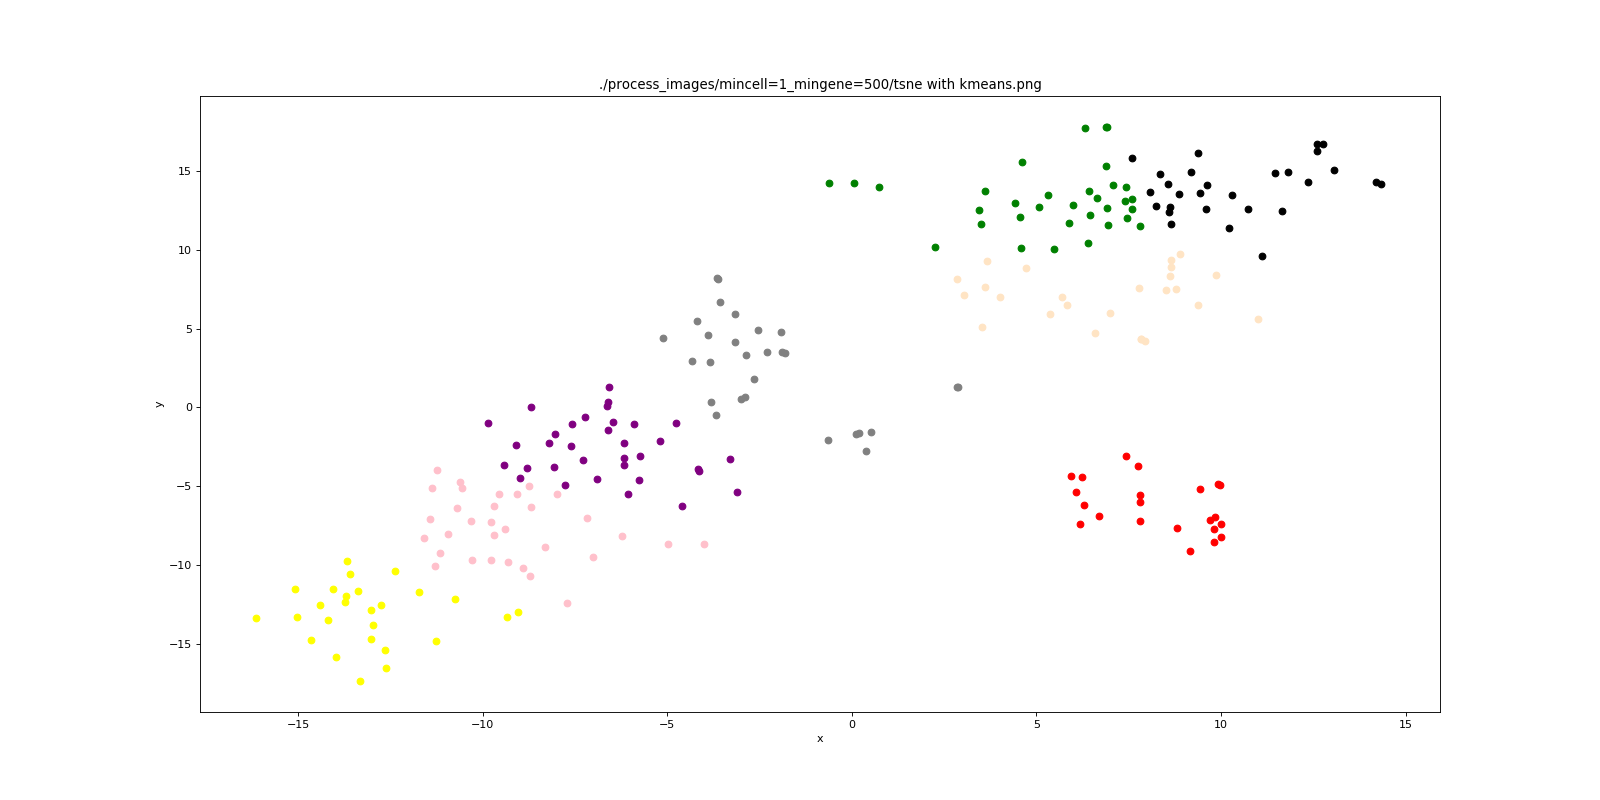 ./process_images/mincell=1_mingene=500/tsne with kmeans.png
15
10
5
0
−5
−10
−15
y
−15 −10 −5 0 5 10 15
x